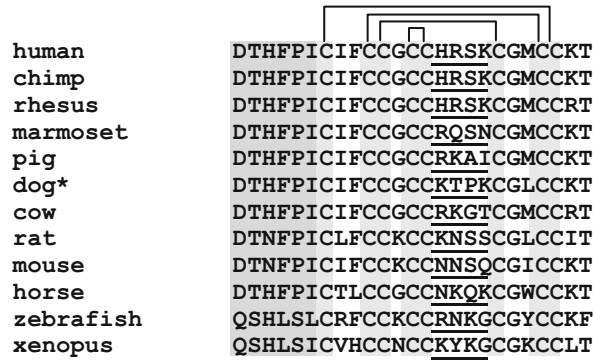 human DTHFPICIFCCGCCHRSKCGMCCKT
chimp DTHFPICIFCCGCCHRSKCGMCCKT
rhesus DTHFPICIFCCGCCHRSKCGMCCRT
marmoset DTHFPICIFCCGCCRQSNCGMCCKT
pig DTHFPICIFCCGCCRKAICGMCCKT
dog* DTHFPICIFCCGCCKTPKCGLCCKT
cow DTHFPICIFCCGCCRKGTCGMCCRT
rat DTNFPICLFCCKCCKNSSCGLCCIT
mouse DTNFPICIFCCKCCNNSQCGICCKT
horse DTHFPICTLCCGCCNKQKCGWCCKT
zebrafish QSHLSLCRFCCKCCRNKGCGYCCKF
xenopus QSHLSICVHCCNCCKYKGCGKCCLT